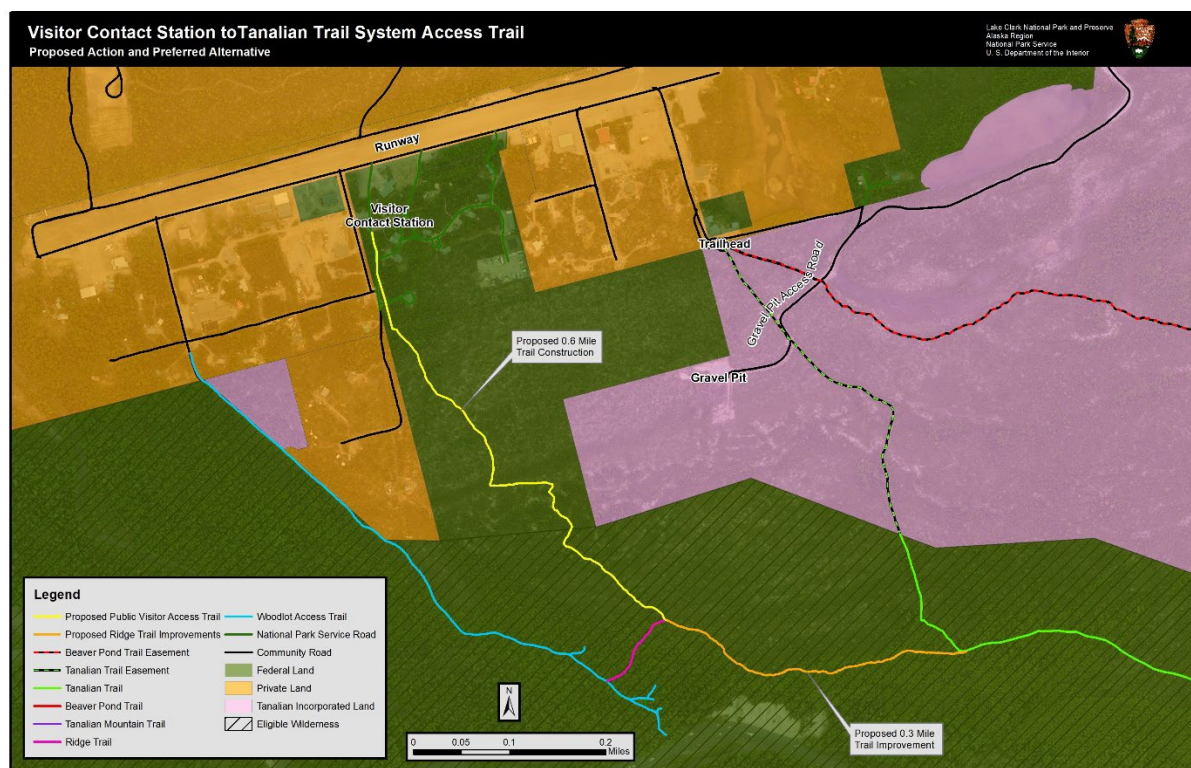 Visitor Contact Station toTanalian Trail System Access Trail
Proposed Action and Preferred Alternative
Lake Clark National Park and Preserve
Alaska Region
National Park Service
U. S. Department of the Interior
Runway
Visitor
Contact Station
Trailhead
Gravel Pit Access Road
Proposed 0.6 Mile
Trail Construction
Gravel Pit
Legend
Proposed Public Visitor Access Trail
Proposed Ridge Trail Improvements
Beaver Pond Trail Easement
Tanalian Trail Easement
Tanalian Trail
Beaver Pond Trail
Tanalian Mountain Trail
Ridge Trail
Woodlot Access Trail
National Park Service Road
Community Road
Federal Land
Private Land
Tanalian Incorporated Land
Eligible Wilderness
N
0 0.05 0.1 0.2
Miles
Proposed 0.3 Mile
Trail Improvement